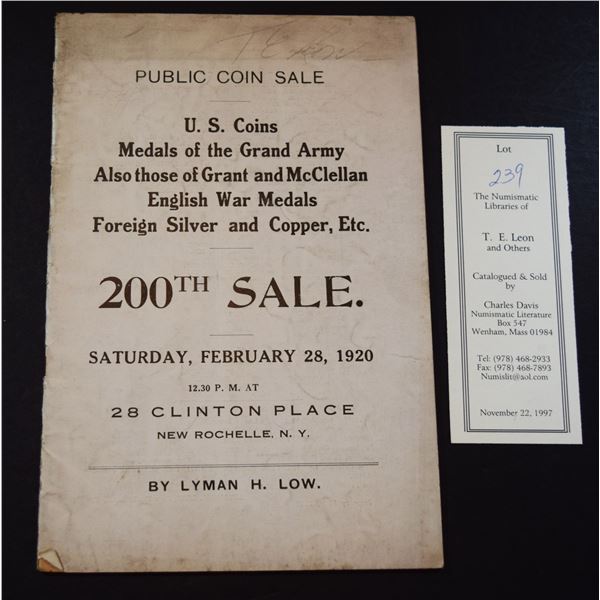 T E Leon
PUBLIC COIN SALE
U. S. Coins
Medals of the Grand Army
Also those of Grant and McClellan
English War Medals
Foreign Silver and Copper, Etc.
200TH SALE.
SATURDAY, FEBRUARY 28, 1920
12.30 P. M. AT
28 CLINTON PLACE
NEW ROCHELLE, N. Y.
BY LYMAN H. LOW.
Lot
239
The Numismatic
Libraries of
T. E. Leon
and Others
Catalogued & Sold
by
Charles Davis
Numismatic Literature
Box 547
Wenham, Mass 01984
Tel: (978) 468-2933
Fax: (978) 468-7893
Numislit@aol.com
November 22, 1997